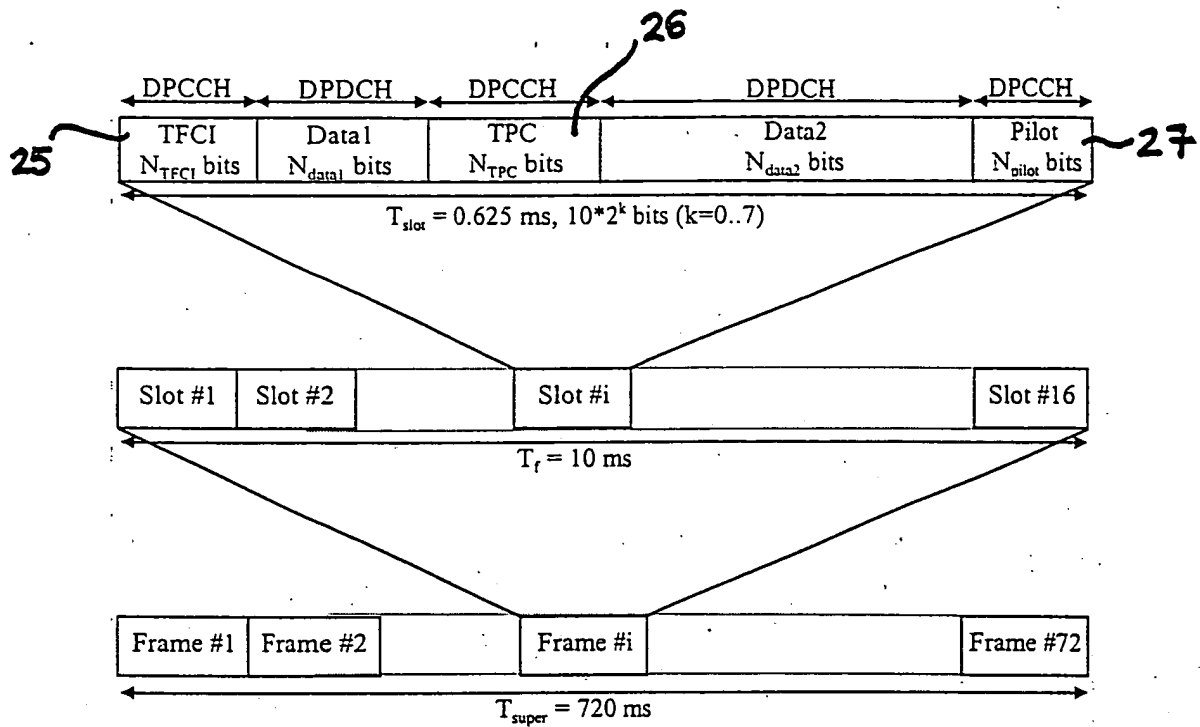 26
DPCCH DPDCH DPCCH DPDCH DPCCH
25 TFCI Data1 TPC Data2 Pilot 27
N_TFCI bits N_data1 bits N_TPC bits N_data2 bits N_pilot bits
T_slot = 0.625 ms, 10*2^k bits (k=0..7)
Slot #1 Slot #2 Slot #i Slot #16
T_f = 10 ms
Frame #1 Frame #2 Frame #i Frame #72
T_super = 720 ms